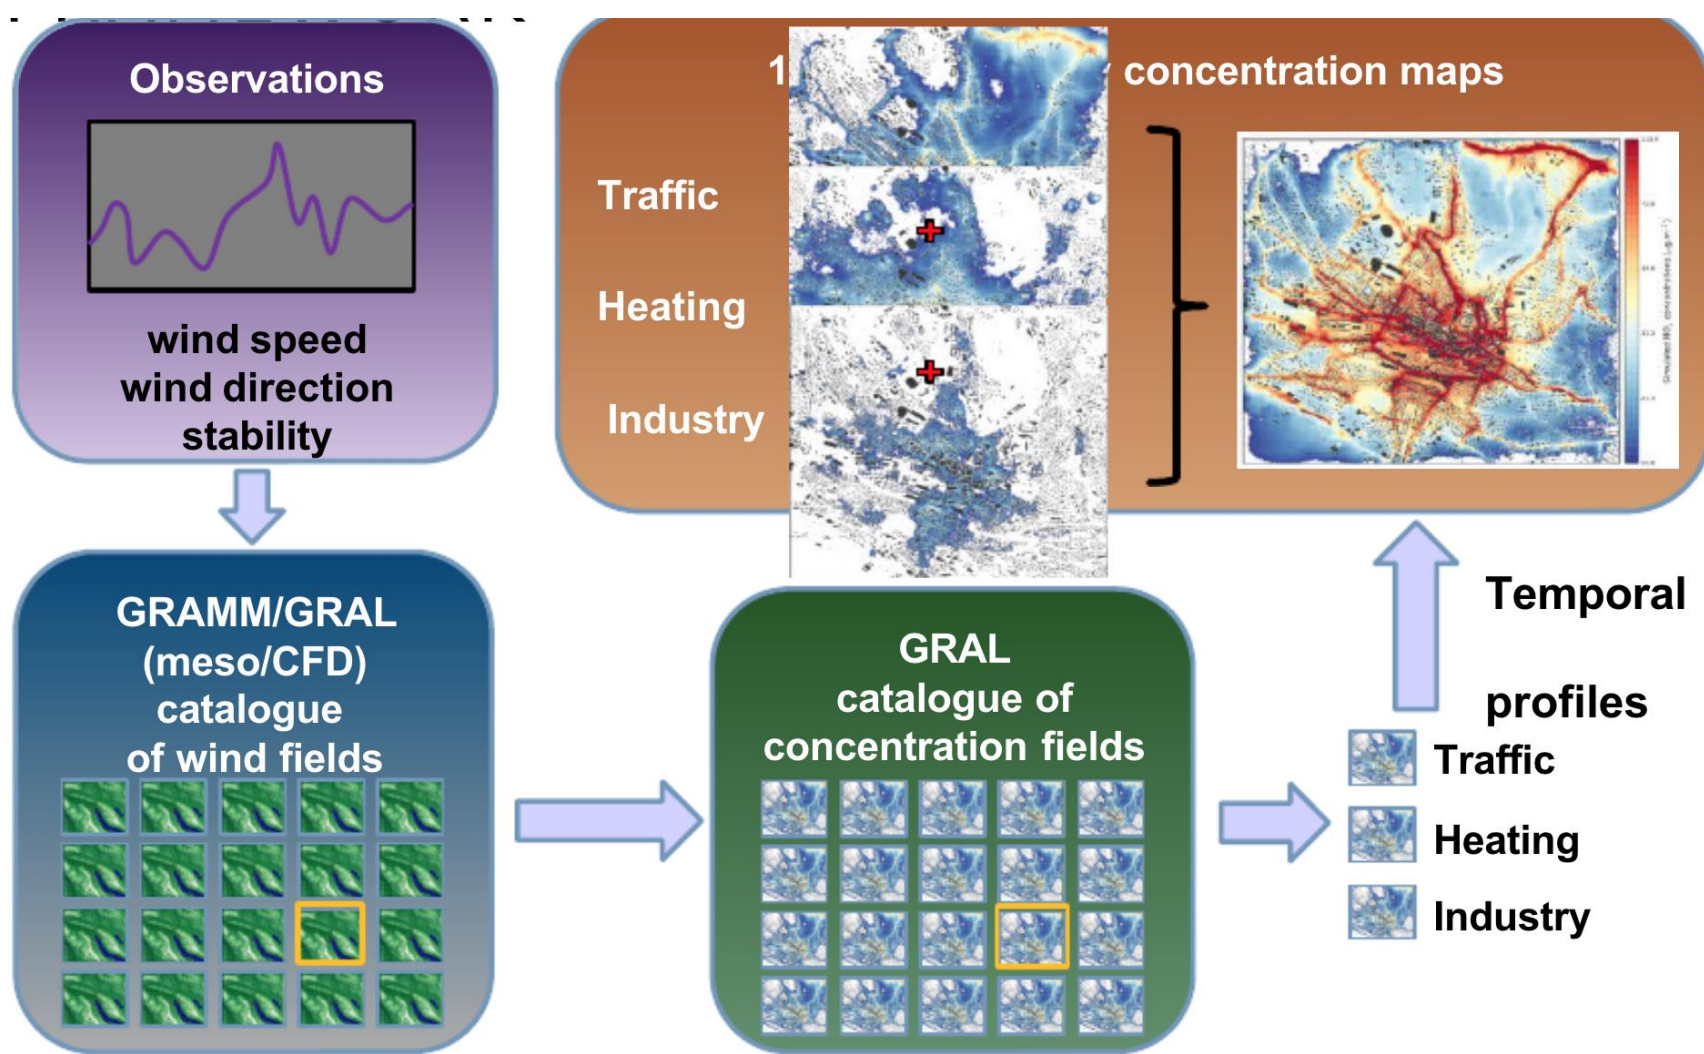 Observations
wind speed
wind direction
stability
GRAMM/GRAL
(meso/CFD)
catalogue
of wind fields
GRAL
catalogue of
concentration fields
Temporal
profiles
Traffic
Heating
Industry
concentration maps
Traffic
Heating
Industry